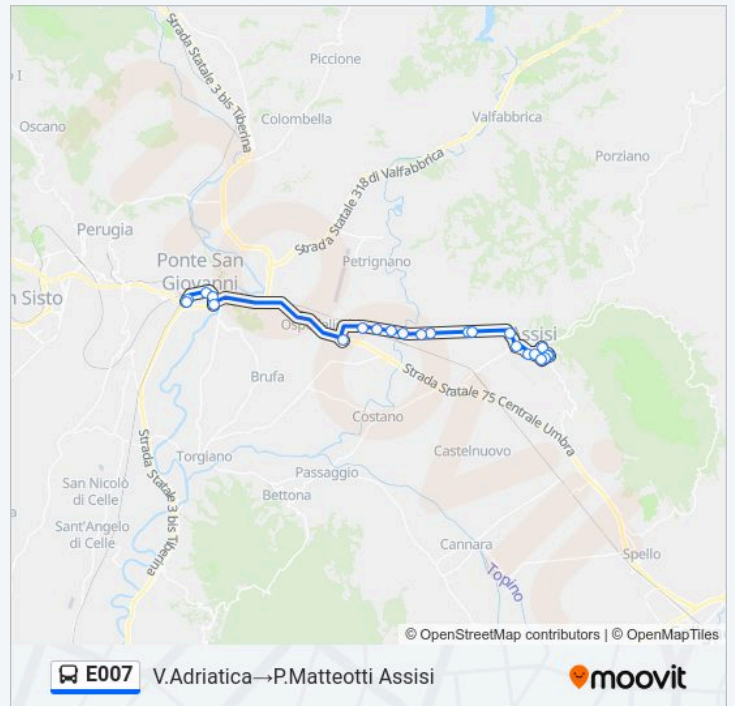 Strada Statale 3 bis Tiberina
Piccione
I
Oscano
Colombella
Valfabbrica
Strada Statale 318 di Valfabbrica
Porziano
Perugia
Ponte San
Giovanni
Petrignano
n Sisto
Assisi
Brufa
Strada Statale 75 Centrale Umbra
Costano
Strada Statale 3 bis Tiberina
Torgiano
Castelnuovo
San Nicolò
di Celle
Passaggio
Bettona
Sant'Angelo
di Celle
Cannara
Spello
Topino
© OpenStreetMap contributors | © OpenMapTiles
E007 V.Adriatica→P.Matteotti Assisi
moovit